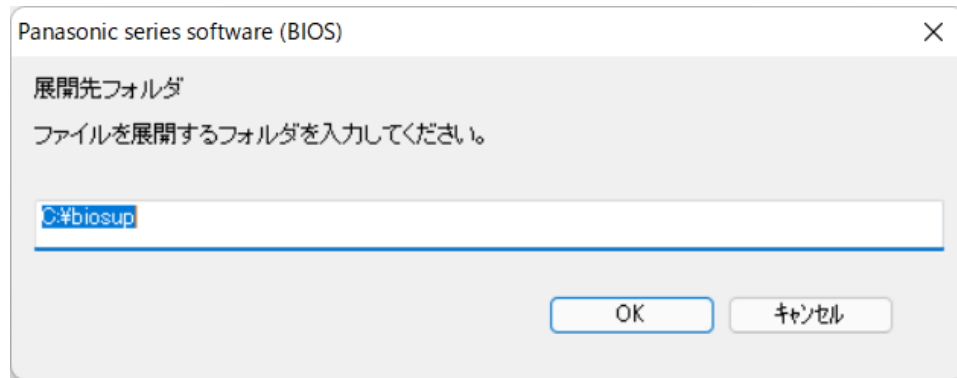 Panasonic series software (BIOS)
展開先フォルダ
ファイルを展開するフォルダを入力してください。
C:¥biosup
OK
キャンセル